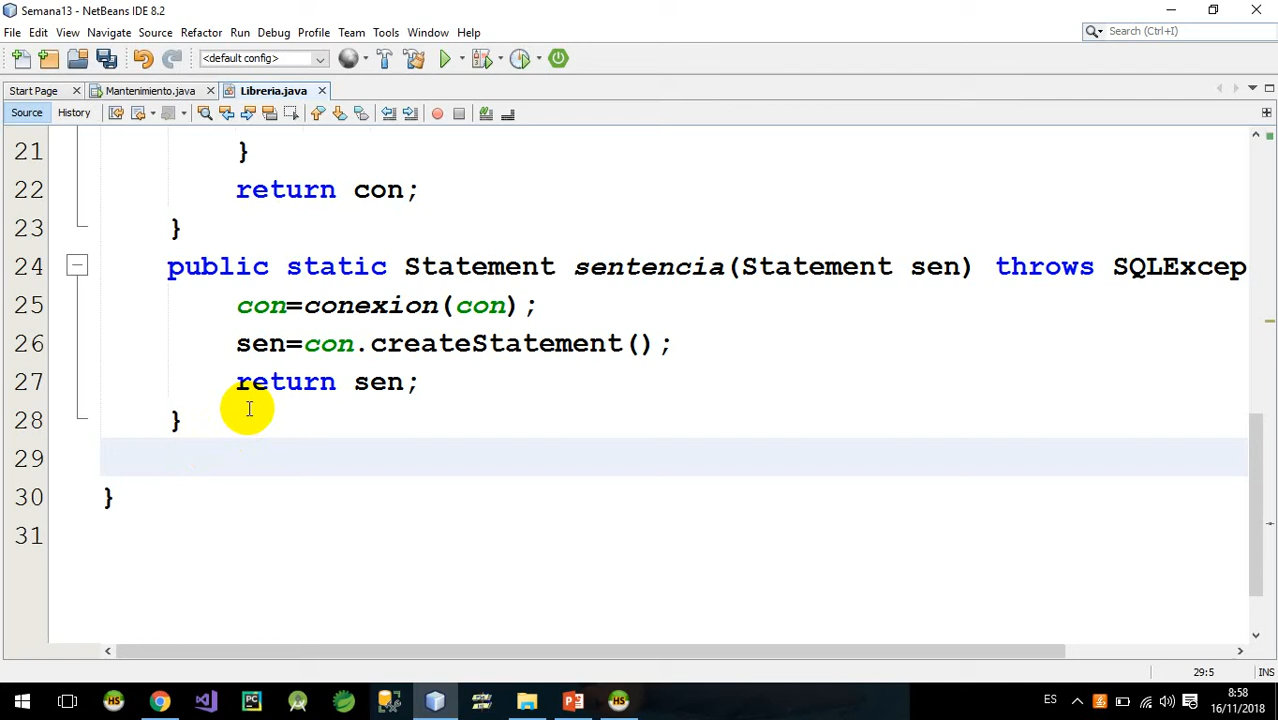 Semana13 - NetBeans IDE 8.2
File Edit View Navigate Source Refactor Run Debug Profile Team Tools Window Help
Search (Ctrl+I)
<default config>
Start Page Mantenimiento.java Libreria.java
Source History
21 }
22 return con;
23 }
24 public static Statement sentencia(Statement sen) throws SQLExcep
25 con=conexion(con);
26 sen=con.createStatement();
27 return sen;
28 }
29
30 }
31
29:5 INS
HS PC HS ES 8:58
16/11/2018